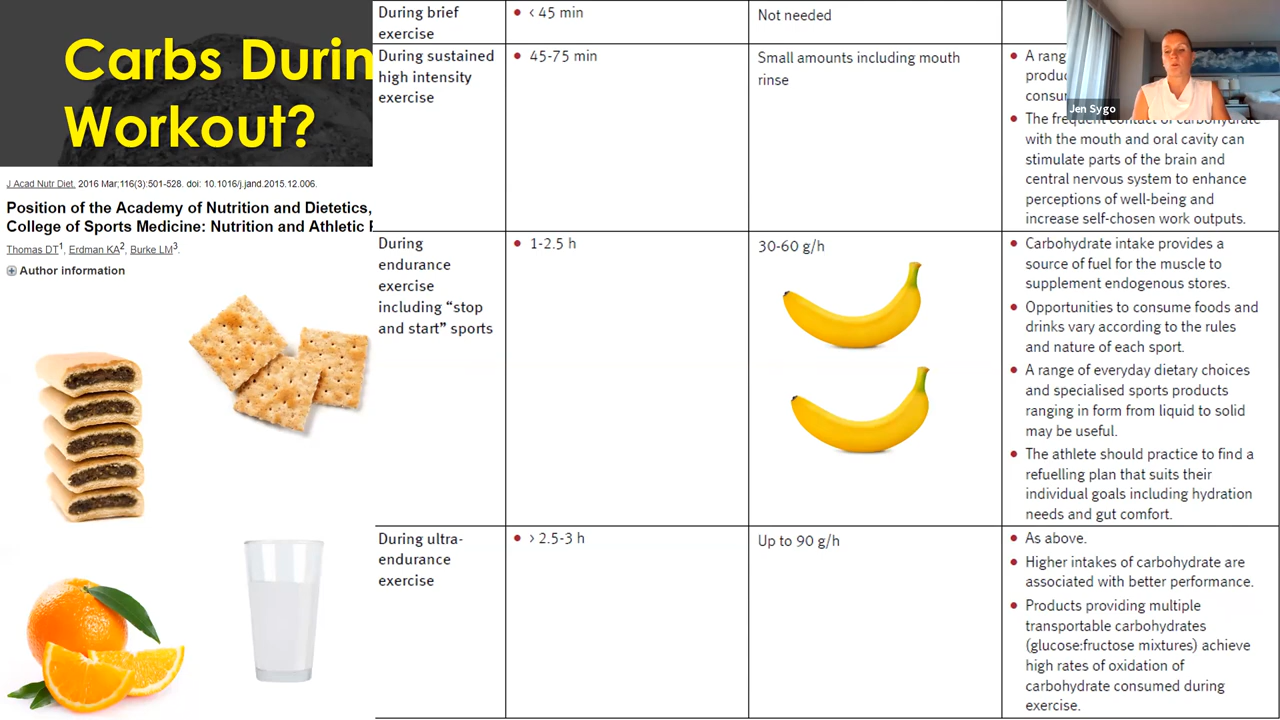 Carbs Durin
Workout?
J Acad Nutr Diet. 2016 Mar;116(3):501-528. doi: 10.1016/j.jand.2015.12.006.
Position of the Academy of Nutrition and Dietetics,
College of Sports Medicine: Nutrition and Athletic
Thomas DT1, Erdman KA2, Burke LM3.
Author information
During brief
exercise
• < 45 min
Not needed
During sustained
high intensity
exercise
• 45-75 min
Small amounts including mouth
rinse
• A rang
produc
consu
• The frequent contact of carbohydrate
with the mouth and oral cavity can
stimulate parts of the brain and
central nervous system to enhance
perceptions of well-being and
increase self-chosen work outputs.
During
endurance
exercise
including “stop
and start” sports
• 1-2.5 h
30-60 g/h
• Carbohydrate intake provides a
source of fuel for the muscle to
supplement endogenous stores.
• Opportunities to consume foods and
drinks vary according to the rules
and nature of each sport.
• A range of everyday dietary choices
and specialised sports products
ranging in form from liquid to solid
may be useful.
• The athlete should practice to find a
refuelling plan that suits their
individual goals including hydration
needs and gut comfort.
During ultra-
endurance
exercise
• > 2.5-3 h
Up to 90 g/h
• As above.
• Higher intakes of carbohydrate are
associated with better performance.
• Products providing multiple
transportable carbohydrates
(glucose:fructose mixtures) achieve
high rates of oxidation of
carbohydrate consumed during
exercise.
Jen Sygo